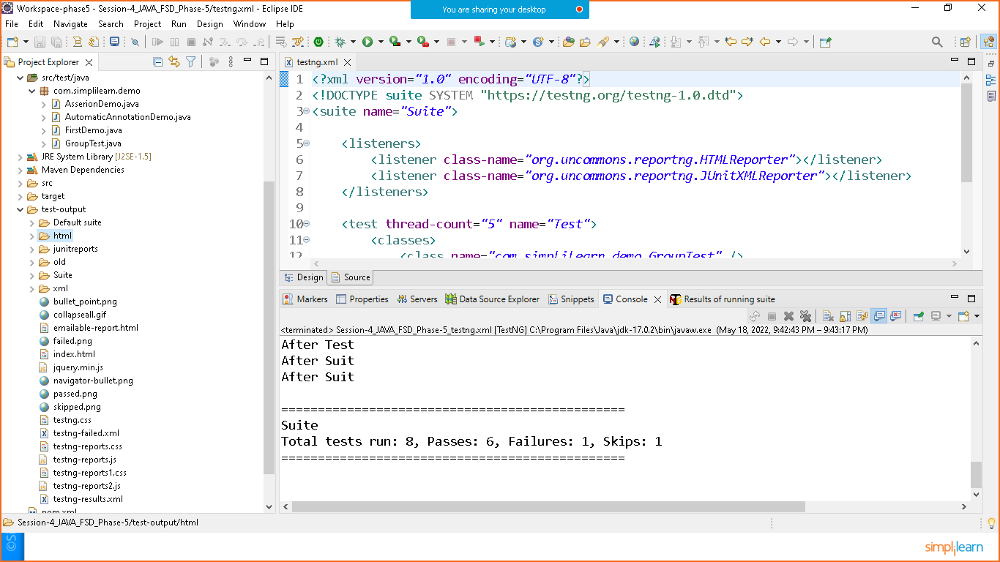 Workspace-phase5 - Session-4_JAVA_FSD_Phase-5/testng.xml - Eclipse IDE
You are sharing your desktop
File Edit Navigate Search Project Run Design Window Help
Project Explorer
src/test/java
com.simplilearn.demo
AsserionDemo.java
AutomaticAnnotationDemo.java
FirstDemo.java
GroupTest.java
JRE System Library [J2SE-1.5]
Maven Dependencies
src
target
test-output
Default suite
html
junitreports
old
Suite
xml
bullet_point.png
collapseall.gif
emailable-report.html
failed.png
index.html
jquery.min.js
navigator-bullet.png
passed.png
skipped.png
testng.css
testng-failed.xml
testng-reports.css
testng-reports.js
testng-reports1.css
testng-reports2.js
testng-results.xml
pom.xml
testng.xml
1 <?xml version="1.0" encoding="UTF-8"?>
2 <!DOCTYPE suite SYSTEM "https://testng.org/testng-1.0.dtd">
3 <suite name="Suite">
4
5 <listeners>
6 <listener class-name="org.uncommons.reportng.HTMLReporter"></listener>
7 <listener class-name="org.uncommons.reportng.JUnitXMLReporter"></listener>
8 </listeners>
9
10 <test thread-count="5" name="Test">
11 <classes>
12 <class name="com.simplilearn.demo.GroupTest" />
Design Source
Markers Properties Servers Data Source Explorer Snippets Console Results of running suite
<terminated> Session-4_JAVA_FSD_Phase-5_testng.xml [TestNG] C:\Program Files\Java\jdk-17.0.2\bin\javaw.exe (May 18, 2022, 9:42:43 PM – 9:43:17 PM)
After Test
After Suit
After Suit
===============================================
Suite
Total tests run: 8, Passes: 6, Failures: 1, Skips: 1
===============================================
Session-4_JAVA_FSD_Phase-5/test-output/html
©S
simplilearn